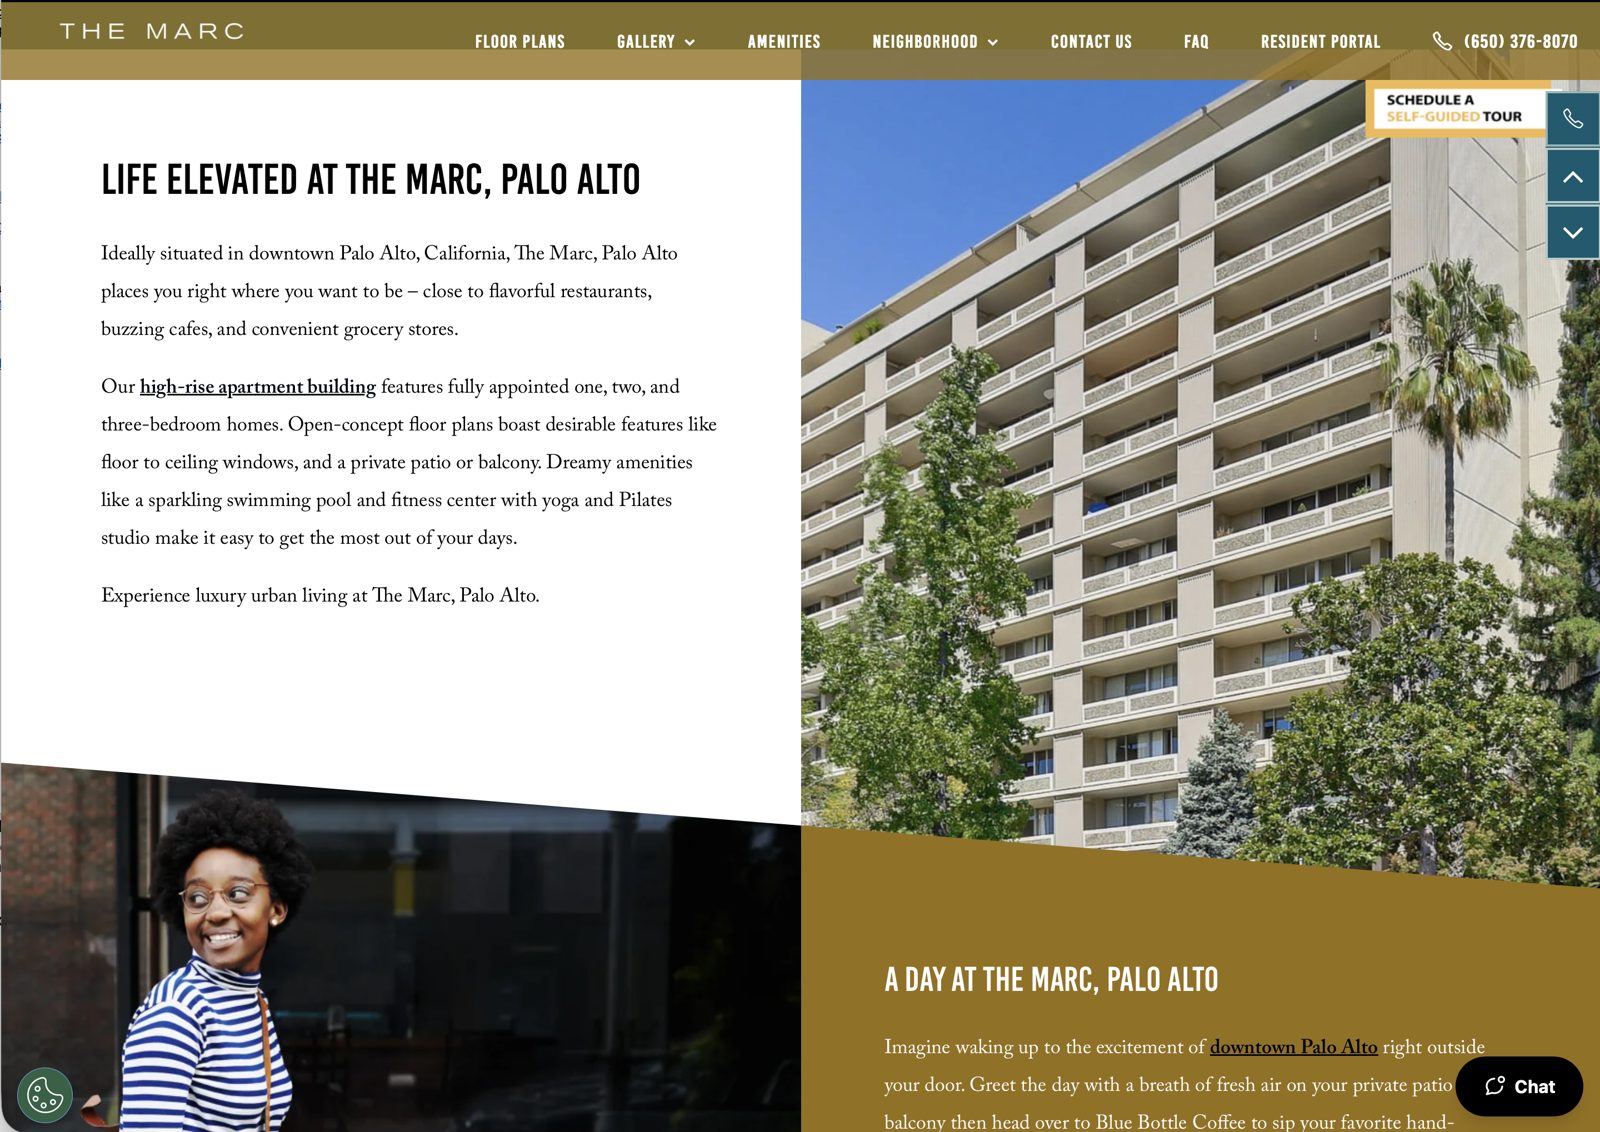 THE MARC
FLOOR PLANS
GALLERY
AMENITIES
NEIGHBORHOOD
CONTACT US
FAQ
RESIDENT PORTAL
(650) 376-8070
SCHEDULE A
SELF-GUIDED TOUR
LIFE ELEVATED AT THE MARC, PALO ALTO
Ideally situated in downtown Palo Alto, California, The Marc, Palo Alto
places you right where you want to be – close to flavorful restaurants,
buzzing cafes, and convenient grocery stores.
Our high-rise apartment building features fully appointed one, two, and
three-bedroom homes. Open-concept floor plans boast desirable features like
floor to ceiling windows, and a private patio or balcony. Dreamy amenities
like a sparkling swimming pool and fitness center with yoga and Pilates
studio make it easy to get the most out of your days.
Experience luxury urban living at The Marc, Palo Alto.
A DAY AT THE MARC, PALO ALTO
Imagine waking up to the excitement of downtown Palo Alto right outside
your door. Greet the day with a breath of fresh air on your private patio
balcony then head over to Blue Bottle Coffee to sip your favorite hand-
Chat